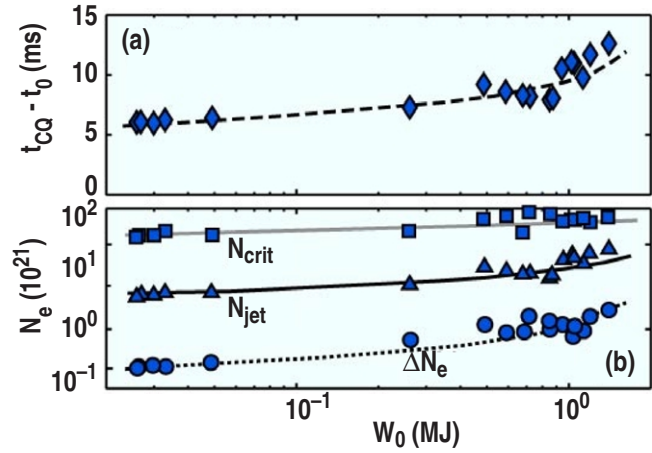 (a)
t_CQ - t_0 (ms)
15
10
5
0
N_e (10^21)
10^2
10^1
10^0
10^−1
N_crit
N_jet
ΔN_e
(b)
10^−1
10^0
W_0 (MJ)